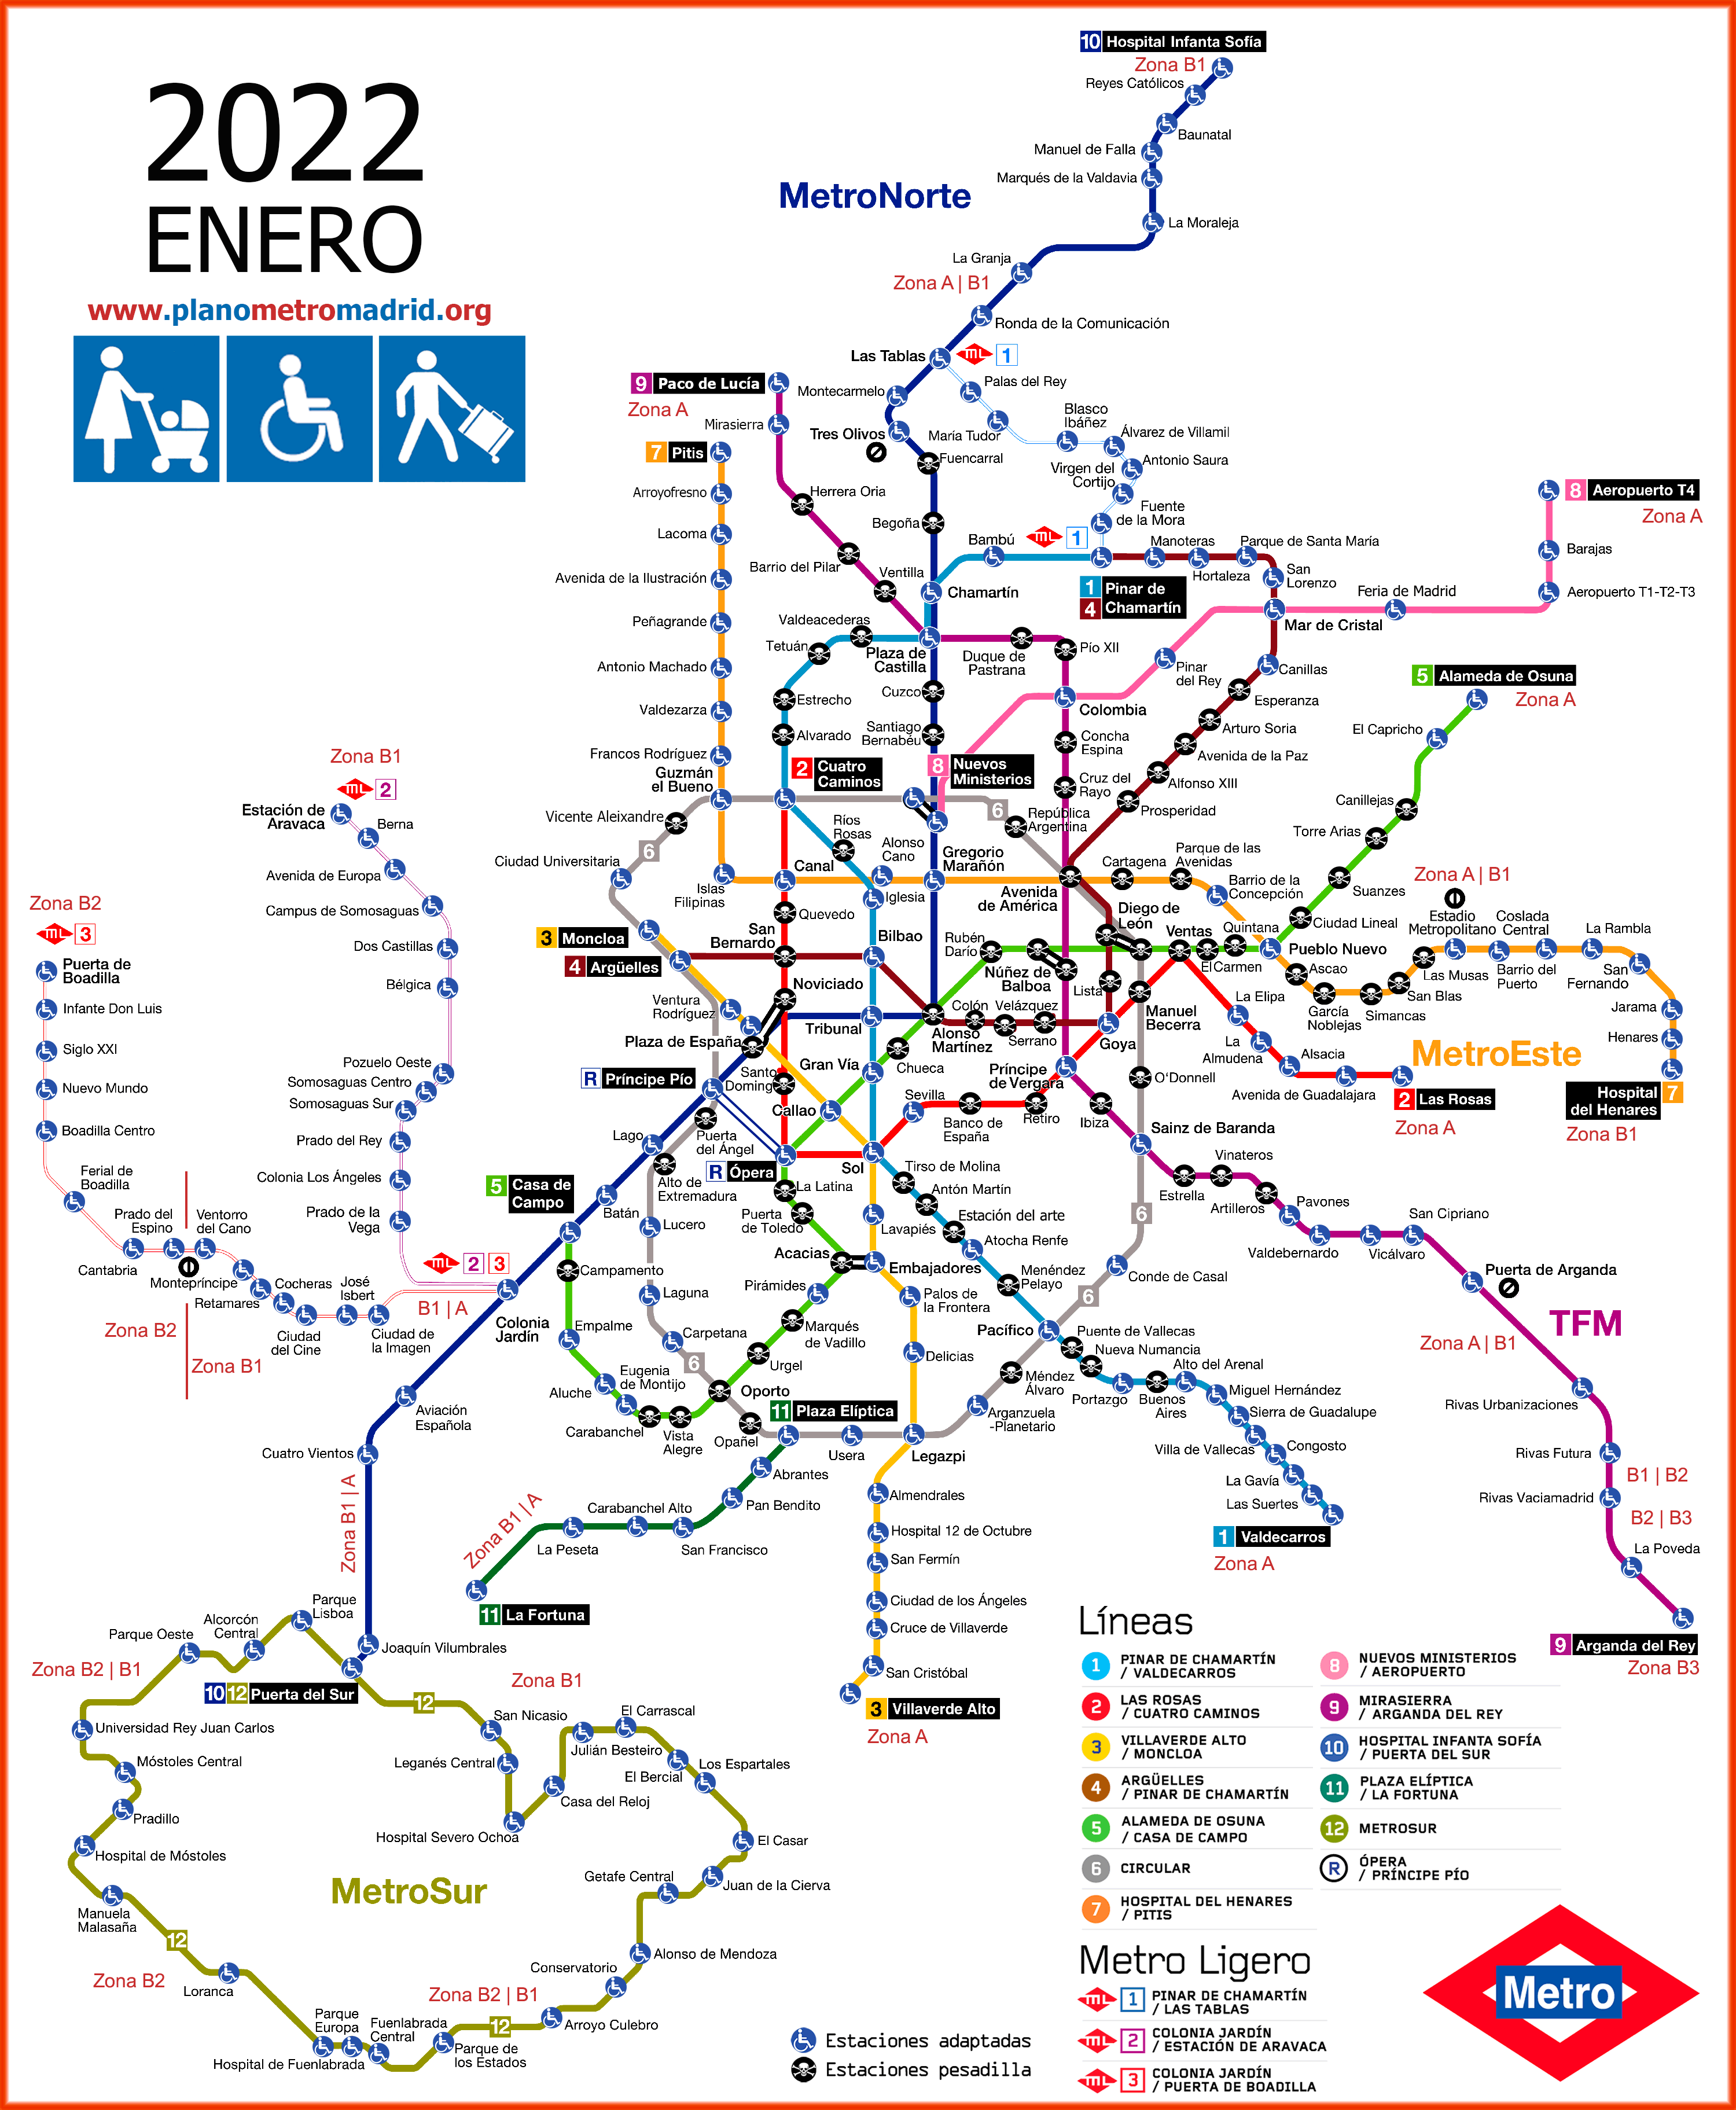 2022
ENERO
www.planometromadrid.org
10 Hospital Infanta Sofía
Zona B1
Reyes Católicos
Baunatal
Manuel de Falla
Marqués de la Valdavia
MetroNorte
La Moraleja
La Granja
Zona A | B1
Ronda de la Comunicación
Las Tablas
mL 1
9 Paco de Lucía
Zona A
Montecarmelo
Palas del Rey
Mirasierra
Tres Olivos
María Tudor
Blasco
Ibáñez
Álvarez de Villamil
7 Pitis
Fuencarral
Antonio Saura
Virgen del
Cortijo
Arroyofresno
Herrera Oria
8 Aeropuerto T4
Zona A
Fuente
de la Mora
Begoña
Lacoma
Bambú
mL 1
Manoteras
Parque de Santa María
Barajas
Barrio del Pilar
Ventilla
Hortaleza
San
Lorenzo
Avenida de la Ilustración
Chamartín
1 Pinar de
4 Chamartín
Feria de Madrid
Aeropuerto T1-T2-T3
Peñagrande
Valdeacederas
Mar de Cristal
Tetuán
Plaza de
Castilla
Duque de
Pastrana
Pío XII
Antonio Machado
Pinar
del Rey
Canillas
5 Alameda de Osuna
Zona A
Estrecho
Cuzco
Esperanza
Valdezarza
Colombia
Arturo Soria
El Capricho
Alvarado
Santiago
Bernabéu
Concha
Espina
Avenida de la Paz
Francos Rodríguez
Zona B1
mL 2
Guzmán
el Bueno
2 Cuatro
Caminos
8 Nuevos
Ministerios
Cruz del
Rayo
Alfonso XIII
Canillejas
Estación de
Aravaca
Berna
Vicente Aleixandre
6
República
Argentina
Prosperidad
Torre Arias
6
Ríos
Rosas
Alonso
Cano
Gregorio
Marañón
Parque de las
Avenidas
Ciudad Universitaria
Canal
Cartagena
Avenida de Europa
Islas
Filipinas
Iglesia
Avenida
de América
Barrio de la
Concepción
Suanzes
Zona A | B1
Zona B2
mL 3
Campus de Somosaguas
Quevedo
Diego de
León
Ciudad Lineal
Estadio
Metropolitano
Coslada
Central
La Rambla
3 Moncloa
San
Bernardo
Bilbao
Rubén
Darío
Ventas
Quintana
Dos Castillas
4 Argüelles
Núñez de
Balboa
El Carmen
Pueblo Nuevo
Puerta de
Boadilla
Ascao
Las Musas
Barrio del
Puerto
San
Fernando
Bélgica
Noviciado
Lista
San Blas
Infante Don Luis
Ventura
Rodríguez
Colón
Velázquez
Manuel
Becerra
La Elipa
García
Noblejas
Simancas
Jarama
Tribunal
Alonso
Martínez
Serrano
Goya
Henares
Siglo XXI
Plaza de España
Gran Vía
La
Almudena
Alsacia
MetroEste
Pozuelo Oeste
Chueca
Príncipe
de Vergara
Somosaguas Centro
R Príncipe Pío
Santo
Domingo
O'Donnell
Hospital 7
del Henares
Zona B1
Nuevo Mundo
Somosaguas Sur
Callao
Sevilla
Avenida de Guadalajara
2 Las Rosas
Zona A
Boadilla Centro
Prado del Rey
Lago
Puerta
del Ángel
Banco de
España
Retiro
Ibiza
Sainz de Baranda
Ferial de
Boadilla
Colonia Los Ángeles
5 Casa de
Campo
Alto de
Extremadura
R Ópera
Sol
Tirso de Molina
Vinateros
Batán
La Latina
Antón Martín
Estrella
Prado del
Espino
Ventorro
del Cano
Prado de la
Vega
Lucero
Puerta
de Toledo
Lavapiés
Estación del arte
6
Artilleros
Pavones
San Cipriano
Atocha Renfe
Valdebernardo
Vicálvaro
Cantabria
mL 2 3
Campamento
Acacias
Embajadores
Menéndez
Pelayo
Conde de Casal
Puerta de Arganda
Montepríncipe
Cocheras
José
Isbert
Retamares
B1 | A
Laguna
Pirámides
Palos de
la Frontera
6
TFM
Zona B2
Zona B1
Ciudad
del Cine
Ciudad de
la Imagen
Colonia
Jardín
Empalme
Carpetana
Marqués
de Vadillo
Pacífico
Puente de Vallecas
Zona A | B1
Nueva Numancia
6
Urgel
Delicias
Alto del Arenal
Eugenia
de Montijo
Aluche
Oporto
Méndez
Álvaro
Portazgo
Buenos
Aires
Miguel Hernández
Rivas Urbanizaciones
Aviación
Española
11 Plaza Elíptica
Arganzuela
-Planetario
Sierra de Guadalupe
Carabanchel
Vista
Alegre
Opañel
Usera
Legazpi
Villa de Vallecas
Congosto
Cuatro Vientos
Rivas Futura
Abrantes
La Gavía
B1 | B2
Zona B1 | A
Zona B1 | A
Carabanchel Alto
Pan Bendito
Almendrales
Las Suertes
Rivas Vaciamadrid
B2 | B3
Hospital 12 de Octubre
1 Valdecarros
Zona A
La Peseta
San Francisco
San Fermín
La Poveda
11 La Fortuna
Ciudad de los Ángeles
Parque
Lisboa
Alcorcón
Central
Cruce de Villaverde
Parque Oeste
Joaquín Vilumbrales
9 Arganda del Rey
Zona B3
Zona B2 | B1
San Cristóbal
Zona B1
10 12 Puerta del Sur
12
3 Villaverde Alto
Zona A
Universidad Rey Juan Carlos
San Nicasio
El Carrascal
Julián Besteiro
Móstoles Central
Leganés Central
El Bercial
Los Espartales
Casa del Reloj
Pradillo
Hospital Severo Ochoa
El Casar
Hospital de Móstoles
MetroSur
Getafe Central
Juan de la Cierva
Manuela
Malasaña
12
Alonso de Mendoza
Conservatorio
Zona B2
Loranca
Zona B2 | B1
Parque
Europa
Fuenlabrada
Central
12
Arroyo Culebro
Hospital de Fuenlabrada
Parque de
los Estados
Estaciones adaptadas
Estaciones pesadilla
Líneas
1 PINAR DE CHAMARTÍN
/ VALDECARROS
2 LAS ROSAS
/ CUATRO CAMINOS
3 VILLAVERDE ALTO
/ MONCLOA
4 ARGÜELLES
/ PINAR DE CHAMARTÍN
5 ALAMEDA DE OSUNA
/ CASA DE CAMPO
6 CIRCULAR
7 HOSPITAL DEL HENARES
/ PITIS
8 NUEVOS MINISTERIOS
/ AEROPUERTO
9 MIRASIERRA
/ ARGANDA DEL REY
10 HOSPITAL INFANTA SOFÍA
/ PUERTA DEL SUR
11 PLAZA ELÍPTICA
/ LA FORTUNA
12 METROSUR
R ÓPERA
/ PRÍNCIPE PÍO
Metro Ligero
mL 1 PINAR DE CHAMARTÍN
/ LAS TABLAS
mL 2 COLONIA JARDÍN
/ ESTACIÓN DE ARAVACA
mL 3 COLONIA JARDÍN
/ PUERTA DE BOADILLA
Metro